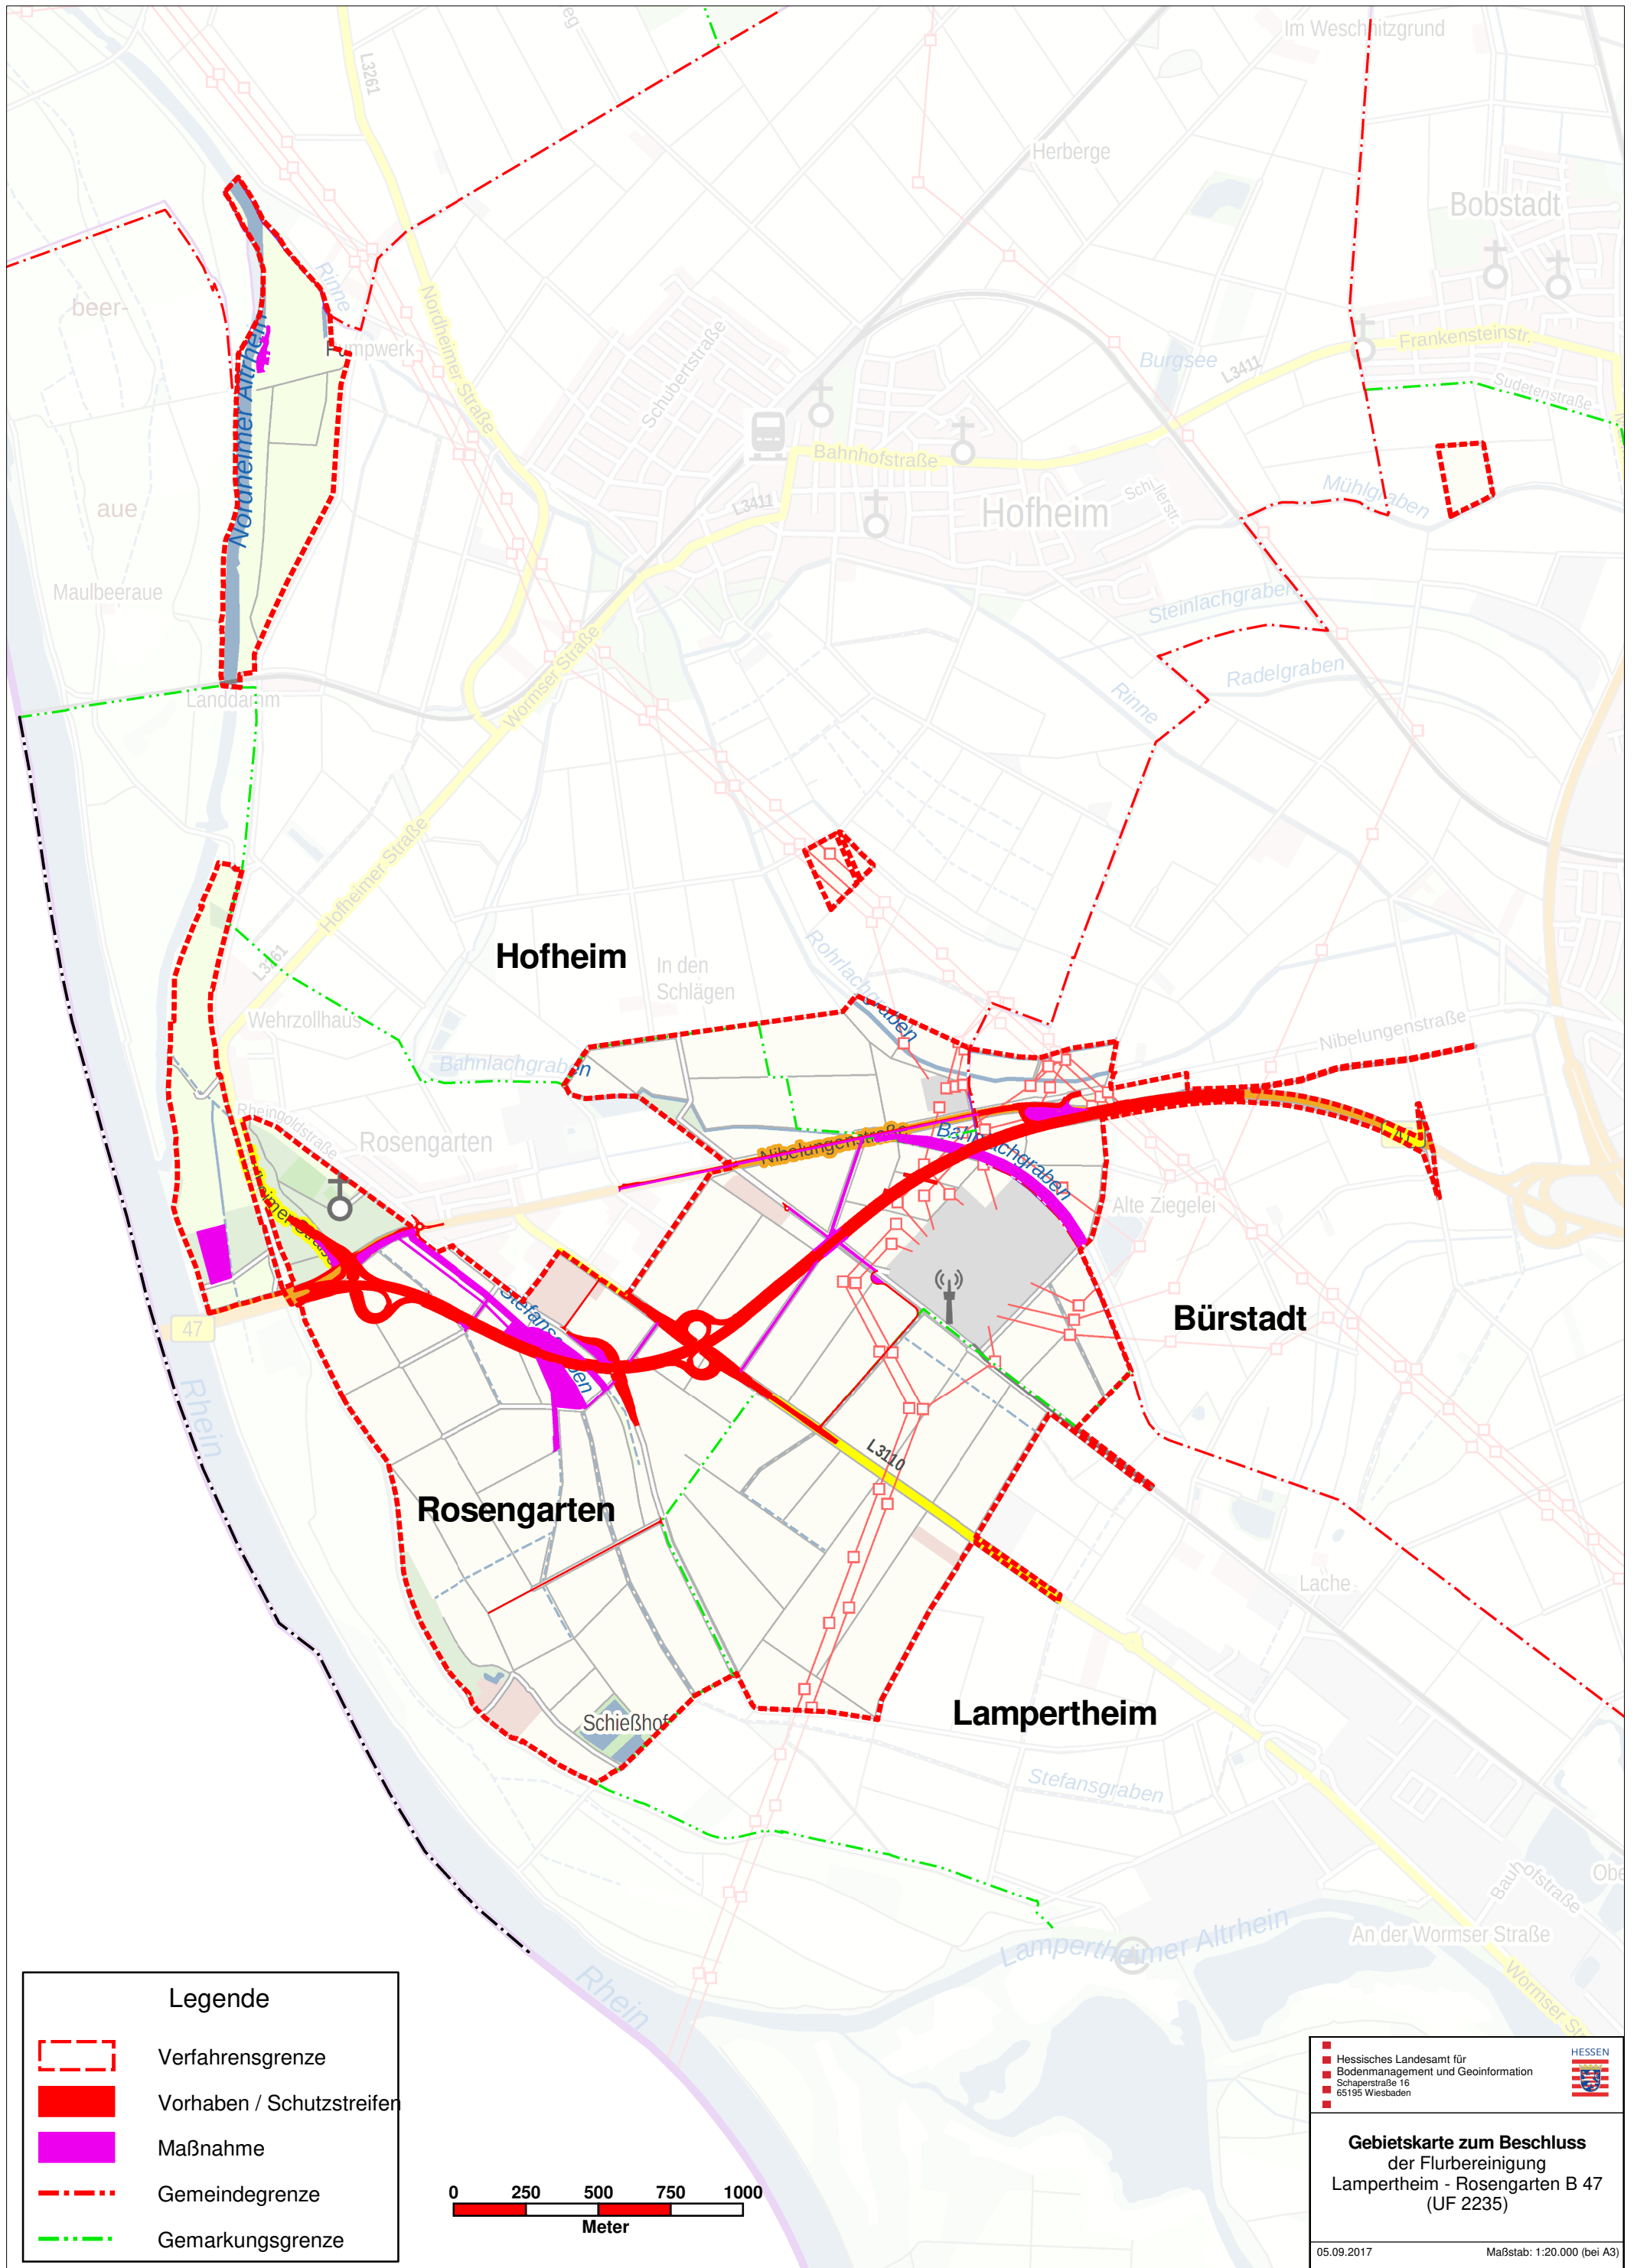 Im Weschnitzgrund
L3261
Herberge
Bobstadt
Rinne
beer-
Nordheimer Straße
Schubertstraße
Burgsee
L3411
Frankensteinstr.
Sudetenstraße
Pumpwerk
Nordheimer Altrhein
Bahnhofstraße
L3411
Hofheim
Schillerstr.
Mühlgraben
aue
Maulbeeraue
Steinlachgraben
Radelgraben
Rinne
Landdamm
Wormser Straße
Hofheimer Straße
L3261
Hofheim
In den
Schlägen
Rohrlachgraben
Wehrzollhaus
Bahnlachgraben
Nibelungenstraße
Rheingoldstraße
Rosengarten
Nibelungenstraße
Bahnlachgraben
47
Alte Ziegelei
Stefansgraben
Bürstadt
47
Rhein
L3110
Rosengarten
Lache
Schießhof
Lampertheim
Stefansgraben
Lampertheimer Altrhein
An der Wormser Straße
Wormser St
Rhein
Legende
Verfahrensgrenze
Vorhaben / Schutzstreifen
Maßnahme
Gemeindegrenze
Gemarkungsgrenze
0 250 500 750 1000
Meter
Hessisches Landesamt für
Bodenmanagement und Geoinformation
Schaperstraße 16
65195 Wiesbaden
HESSEN
Gebietskarte zum Beschluss
der Flurbereinigung
Lampertheim - Rosengarten B 47
(UF 2235)
05.09.2017 Maßstab: 1:20.000 (bei A3)